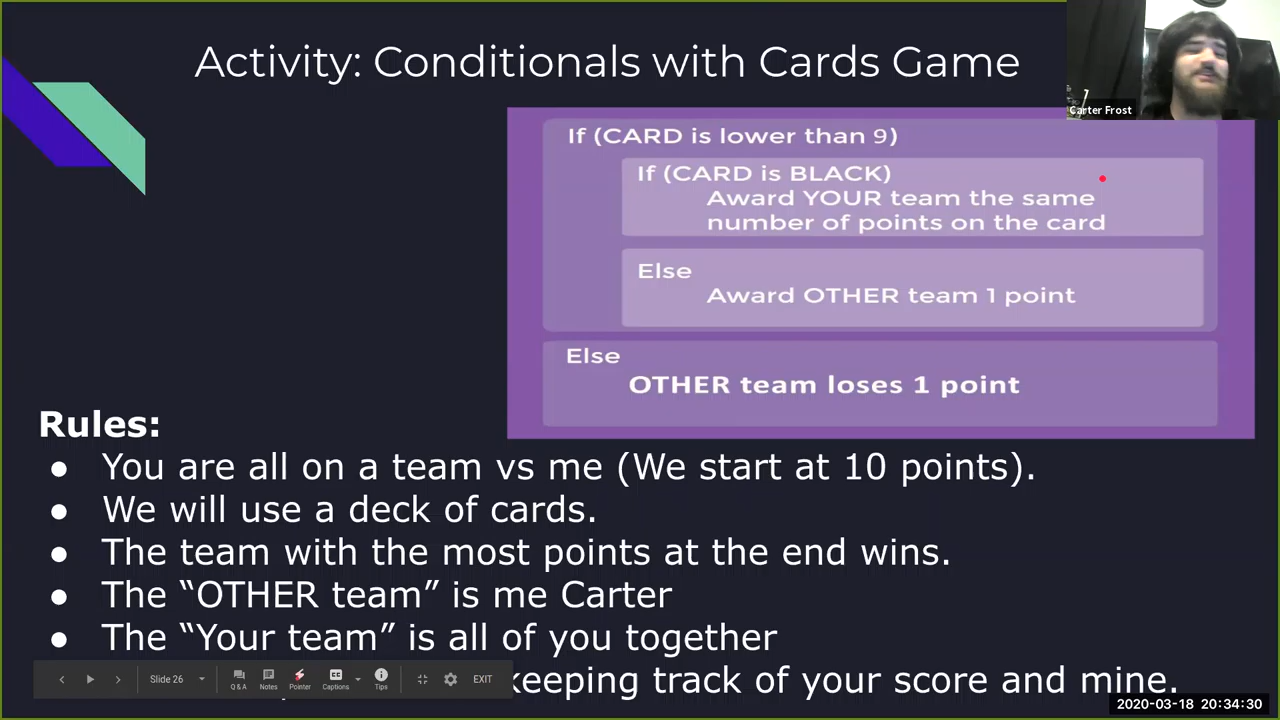 Activity: Conditionals with Cards Game
Carter Frost
If (CARD is lower than 9)
If (CARD is BLACK)
Award YOUR team the same
number of points on the card
Else
Award OTHER team 1 point
Else
OTHER team loses 1 point
Rules:
● You are all on a team vs me (We start at 10 points).
● We will use a deck of cards.
● The team with the most points at the end wins.
● The “OTHER team” is me Carter
● The “Your team” is all of you together
keeping track of your score and mine.
Slide 26
Q & A
Notes
Pointer
Captions
Tips
EXIT
2020-03-18 20:34:30